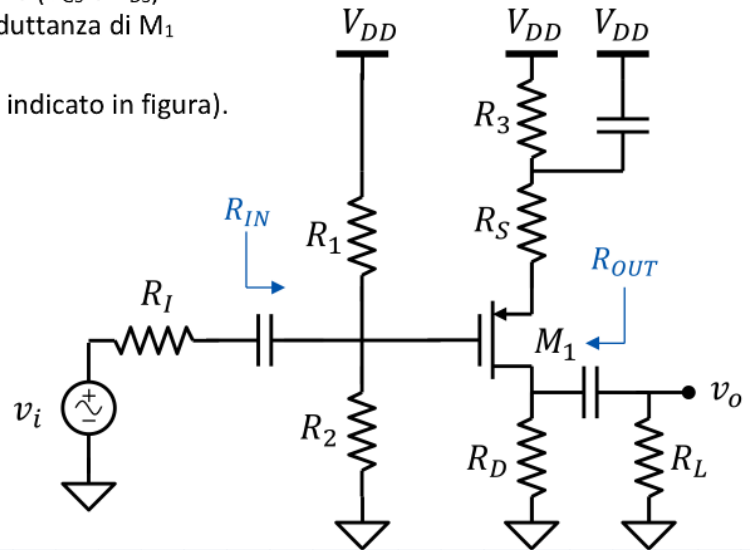 duttanza di M1
indicato in figura).
VDD
VDD
VDD
R3
RIN
R1
RS
ROUT
RI
M1
vi
vo
R2
RD
RL